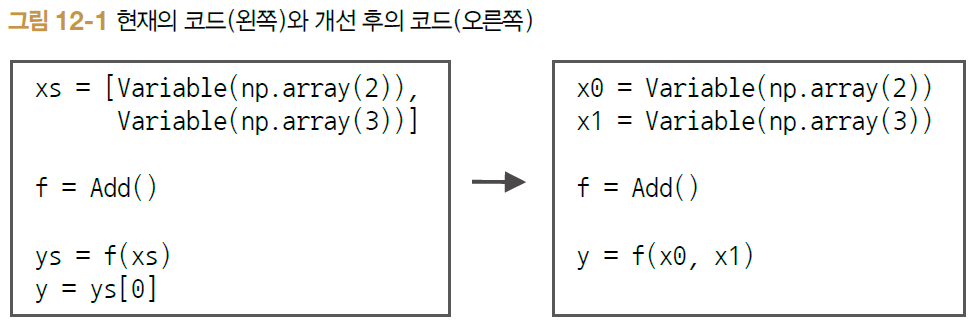 그림 12-1 현재의 코드(왼쪽)와 개선 후의 코드(오른쪽)
xs = [Variable(np.array(2)),
Variable(np.array(3))]
f = Add()
ys = f(xs)
y = ys[0]
x0 = Variable(np.array(2))
x1 = Variable(np.array(3))
f = Add()
y = f(x0, x1)